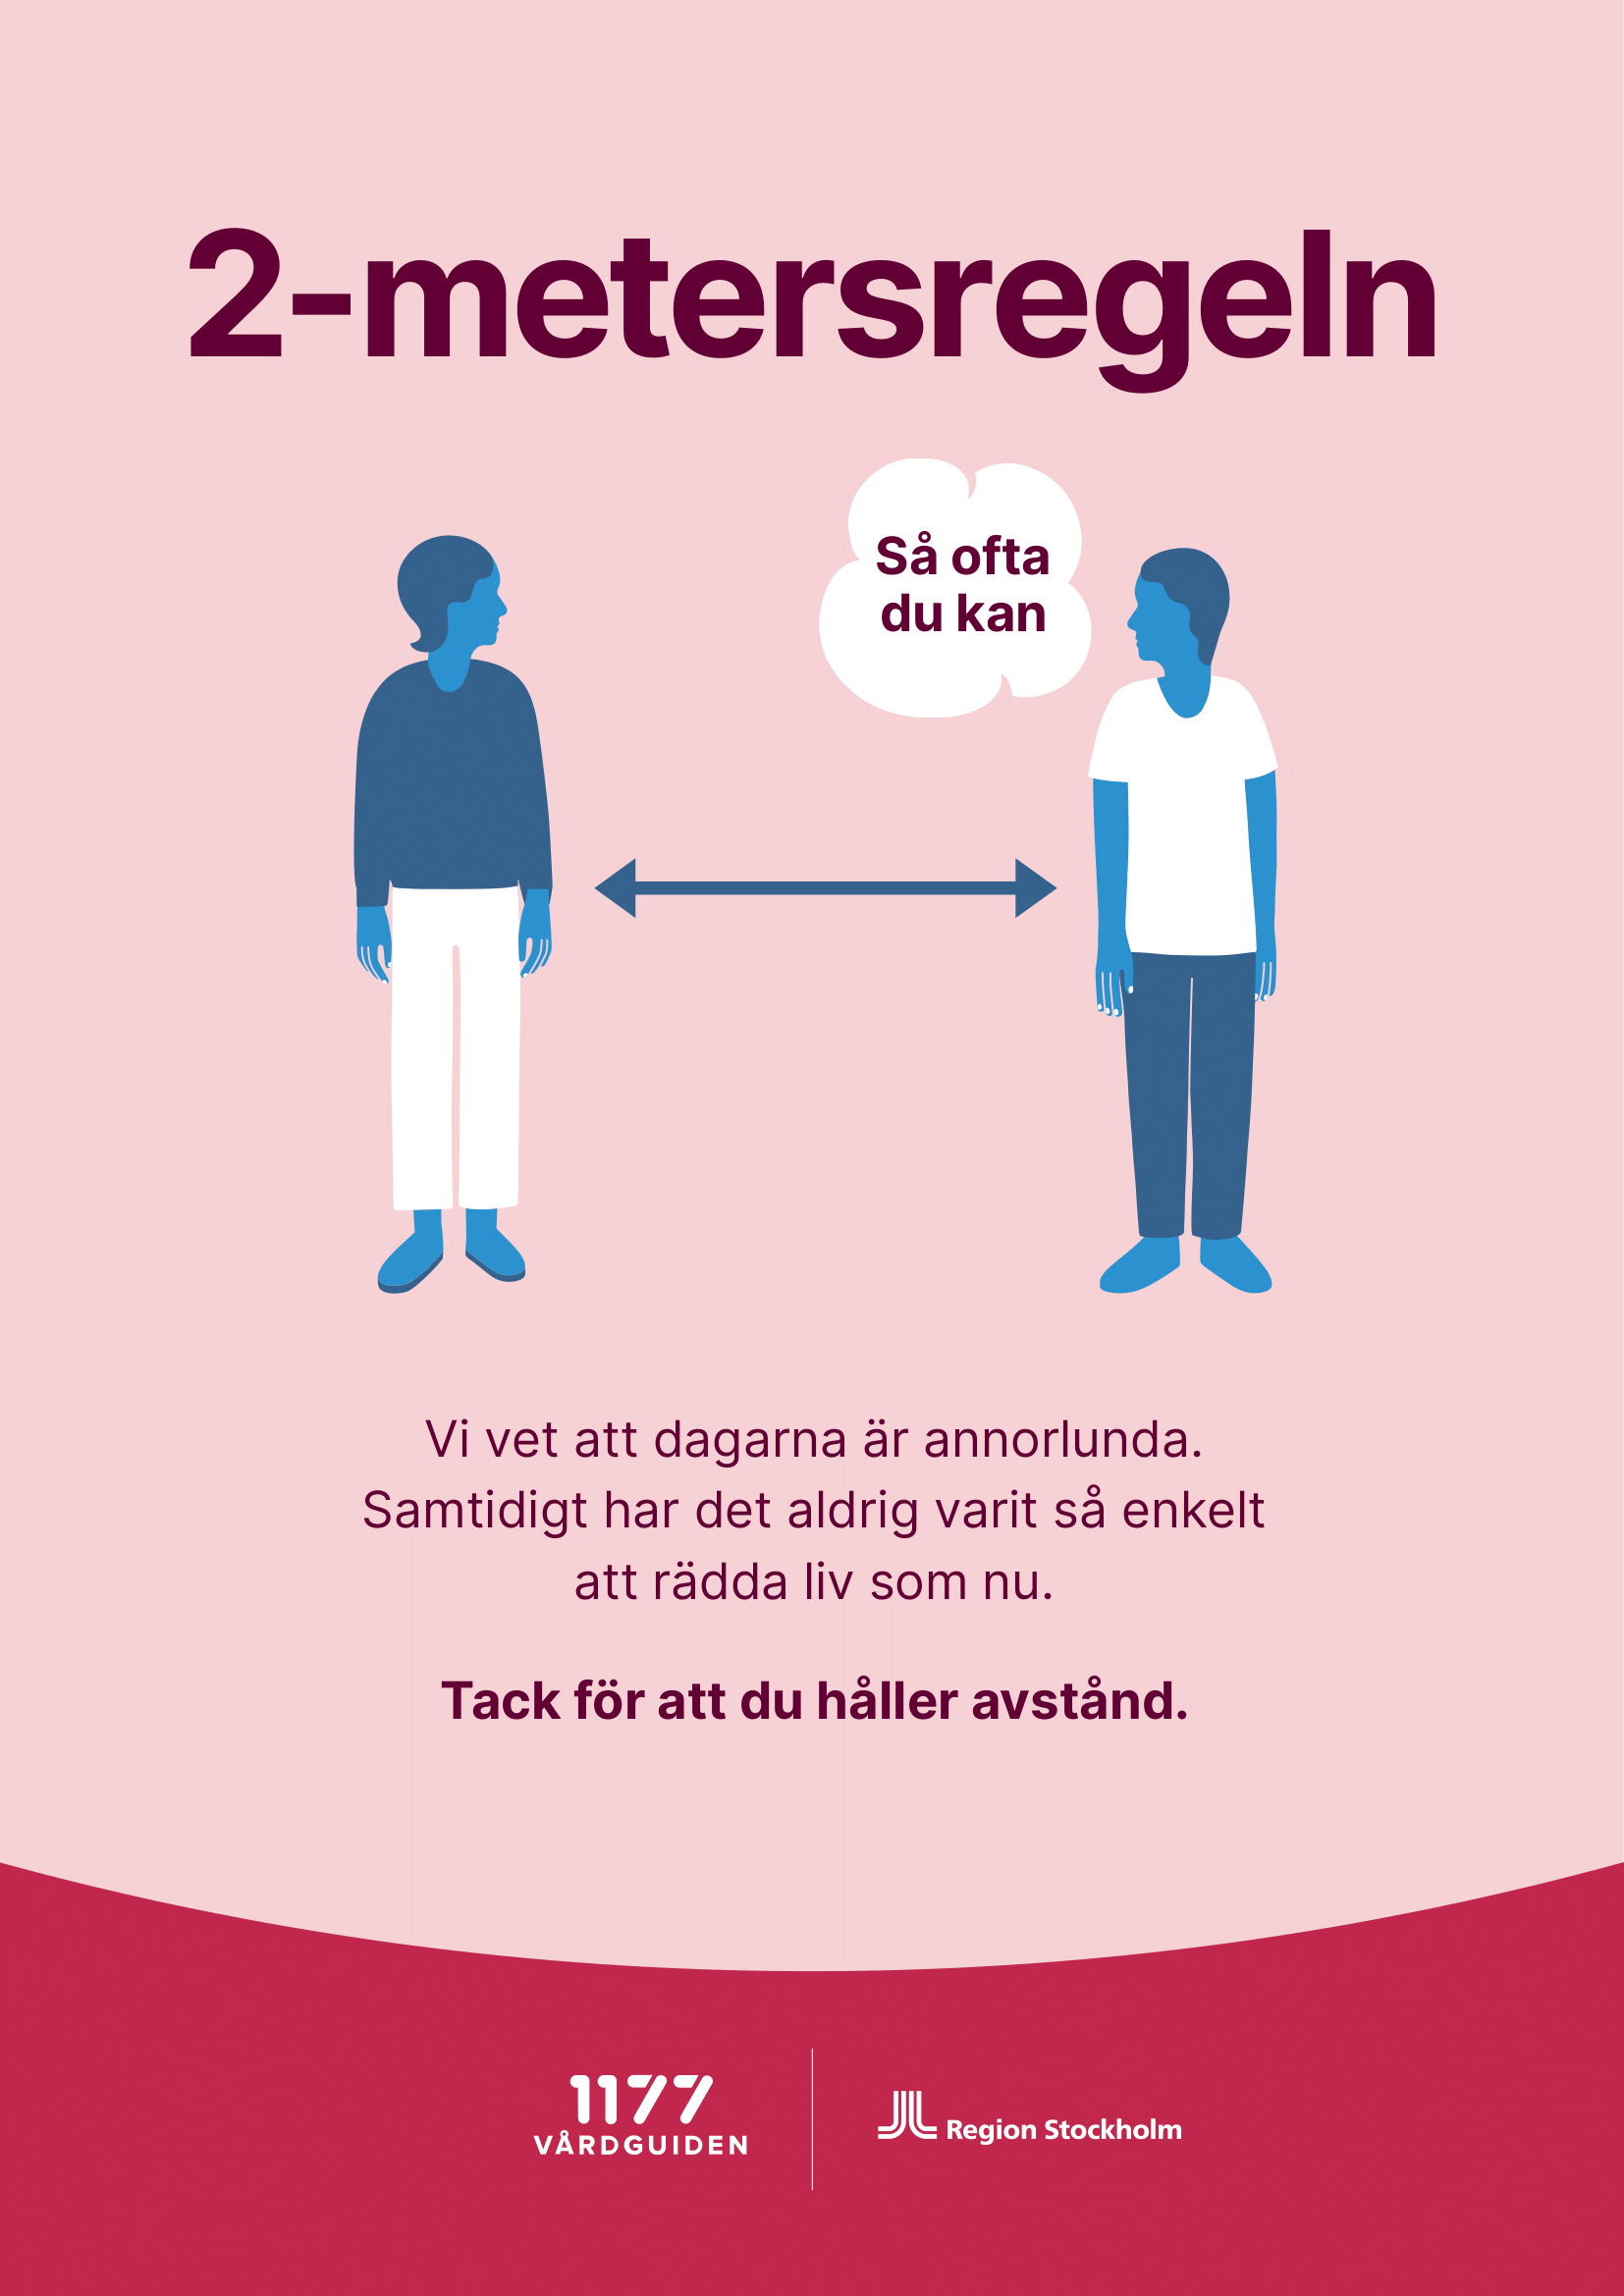 2-metersregeln
Så ofta
du kan
Vi vet att dagarna är annorlunda.
Samtidigt har det aldrig varit så enkelt
att rädda liv som nu.
Tack för att du håller avstånd.
1177
VÅRDGUIDEN
Region Stockholm